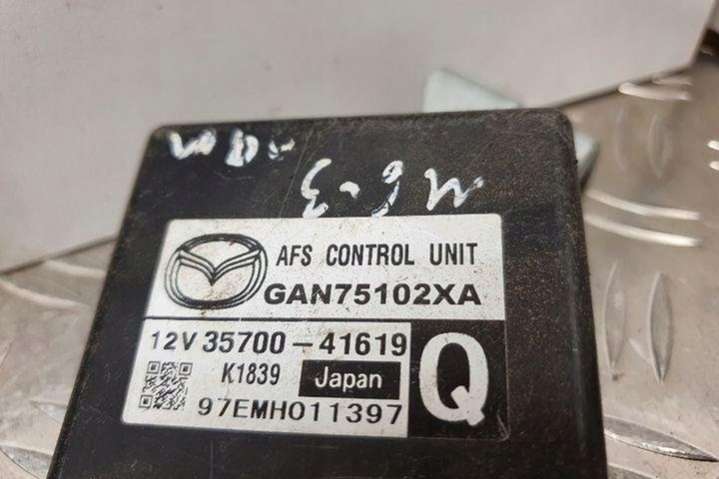 AFS CONTROL UNIT
GAN75102XA
12V 35700-41619
K1839 Japan
97EMH011397
Q